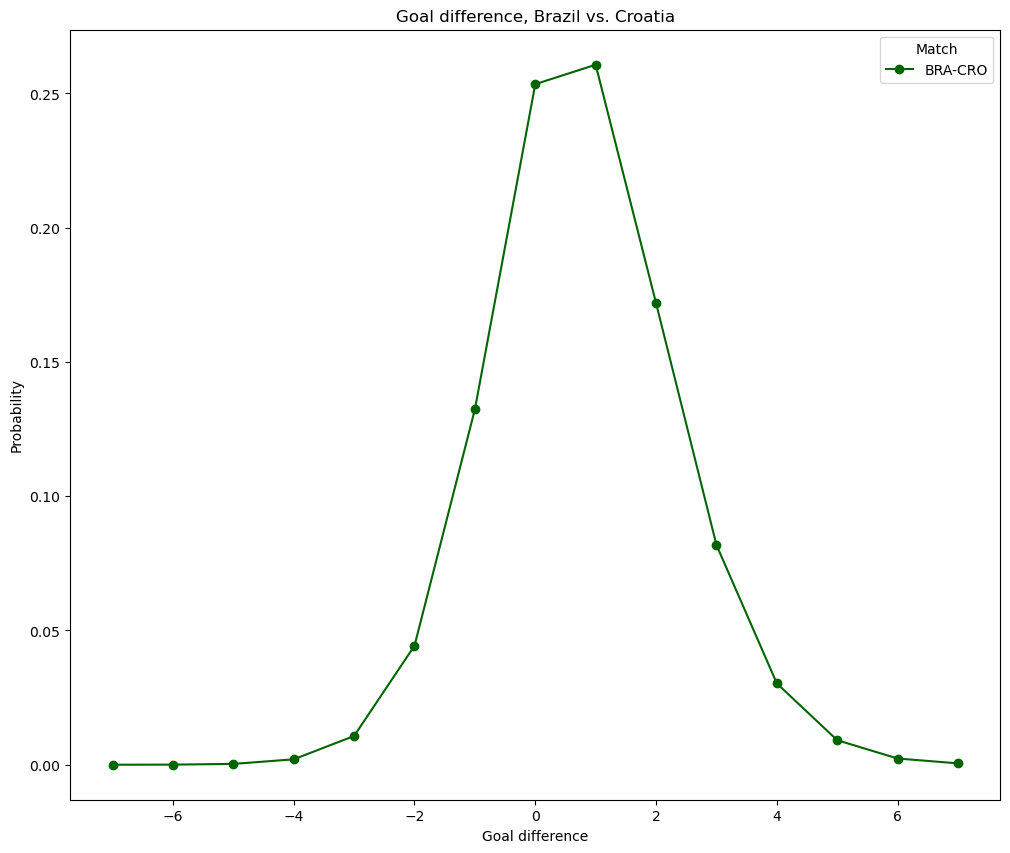 Goal difference, Brazil vs. Croatia
Match
BRA-CRO
0.25
0.20
0.15
0.10
0.05
0.00
Probability
−6 −4 −2 0 2 4 6
Goal difference